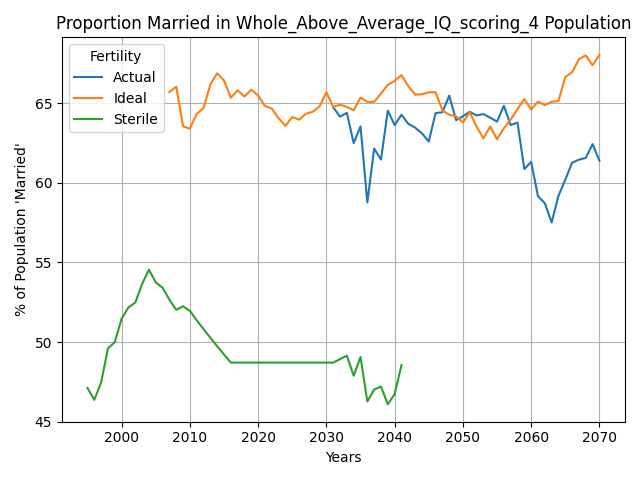 Proportion Married in Whole_Above_Average_IQ_scoring_4 Population
Fertility
Actual
Ideal
Sterile
% of Population 'Married'
65
60
55
50
45
2000 2010 2020 2030 2040 2050 2060 2070
Years